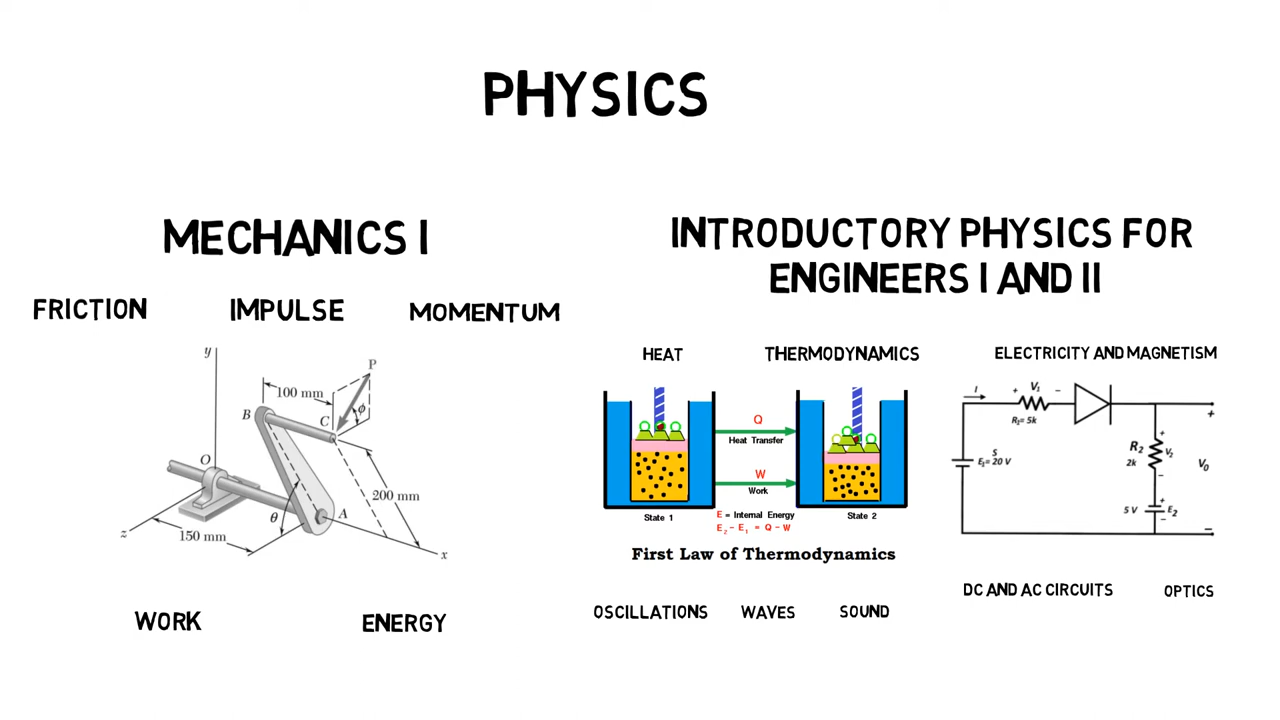 PHYSICS
MECHANICS I
FRICTION IMPULSE MOMENTUM
y
P
100 mm
B
C
φ
O
200 mm
θ
A
z
150 mm
x
WORK ENERGY
INTRODUCTORY PHYSICS FOR
ENGINEERS I AND II
HEAT THERMODYNAMICS ELECTRICITY AND MAGNETISM
Q
Heat Transfer
W
Work
State 1
State 2
E = Internal Energy
E₂ - E₁ = Q - W
First Law of Thermodynamics
OSCILLATIONS WAVES SOUND
I
+ V₁ -
R₁= 5k
+
S
E₁= 20 V
+
R₂
2k
V₂
-
V₀
+
5 V
E₂
-
-
DC AND AC CIRCUITS OPTICS